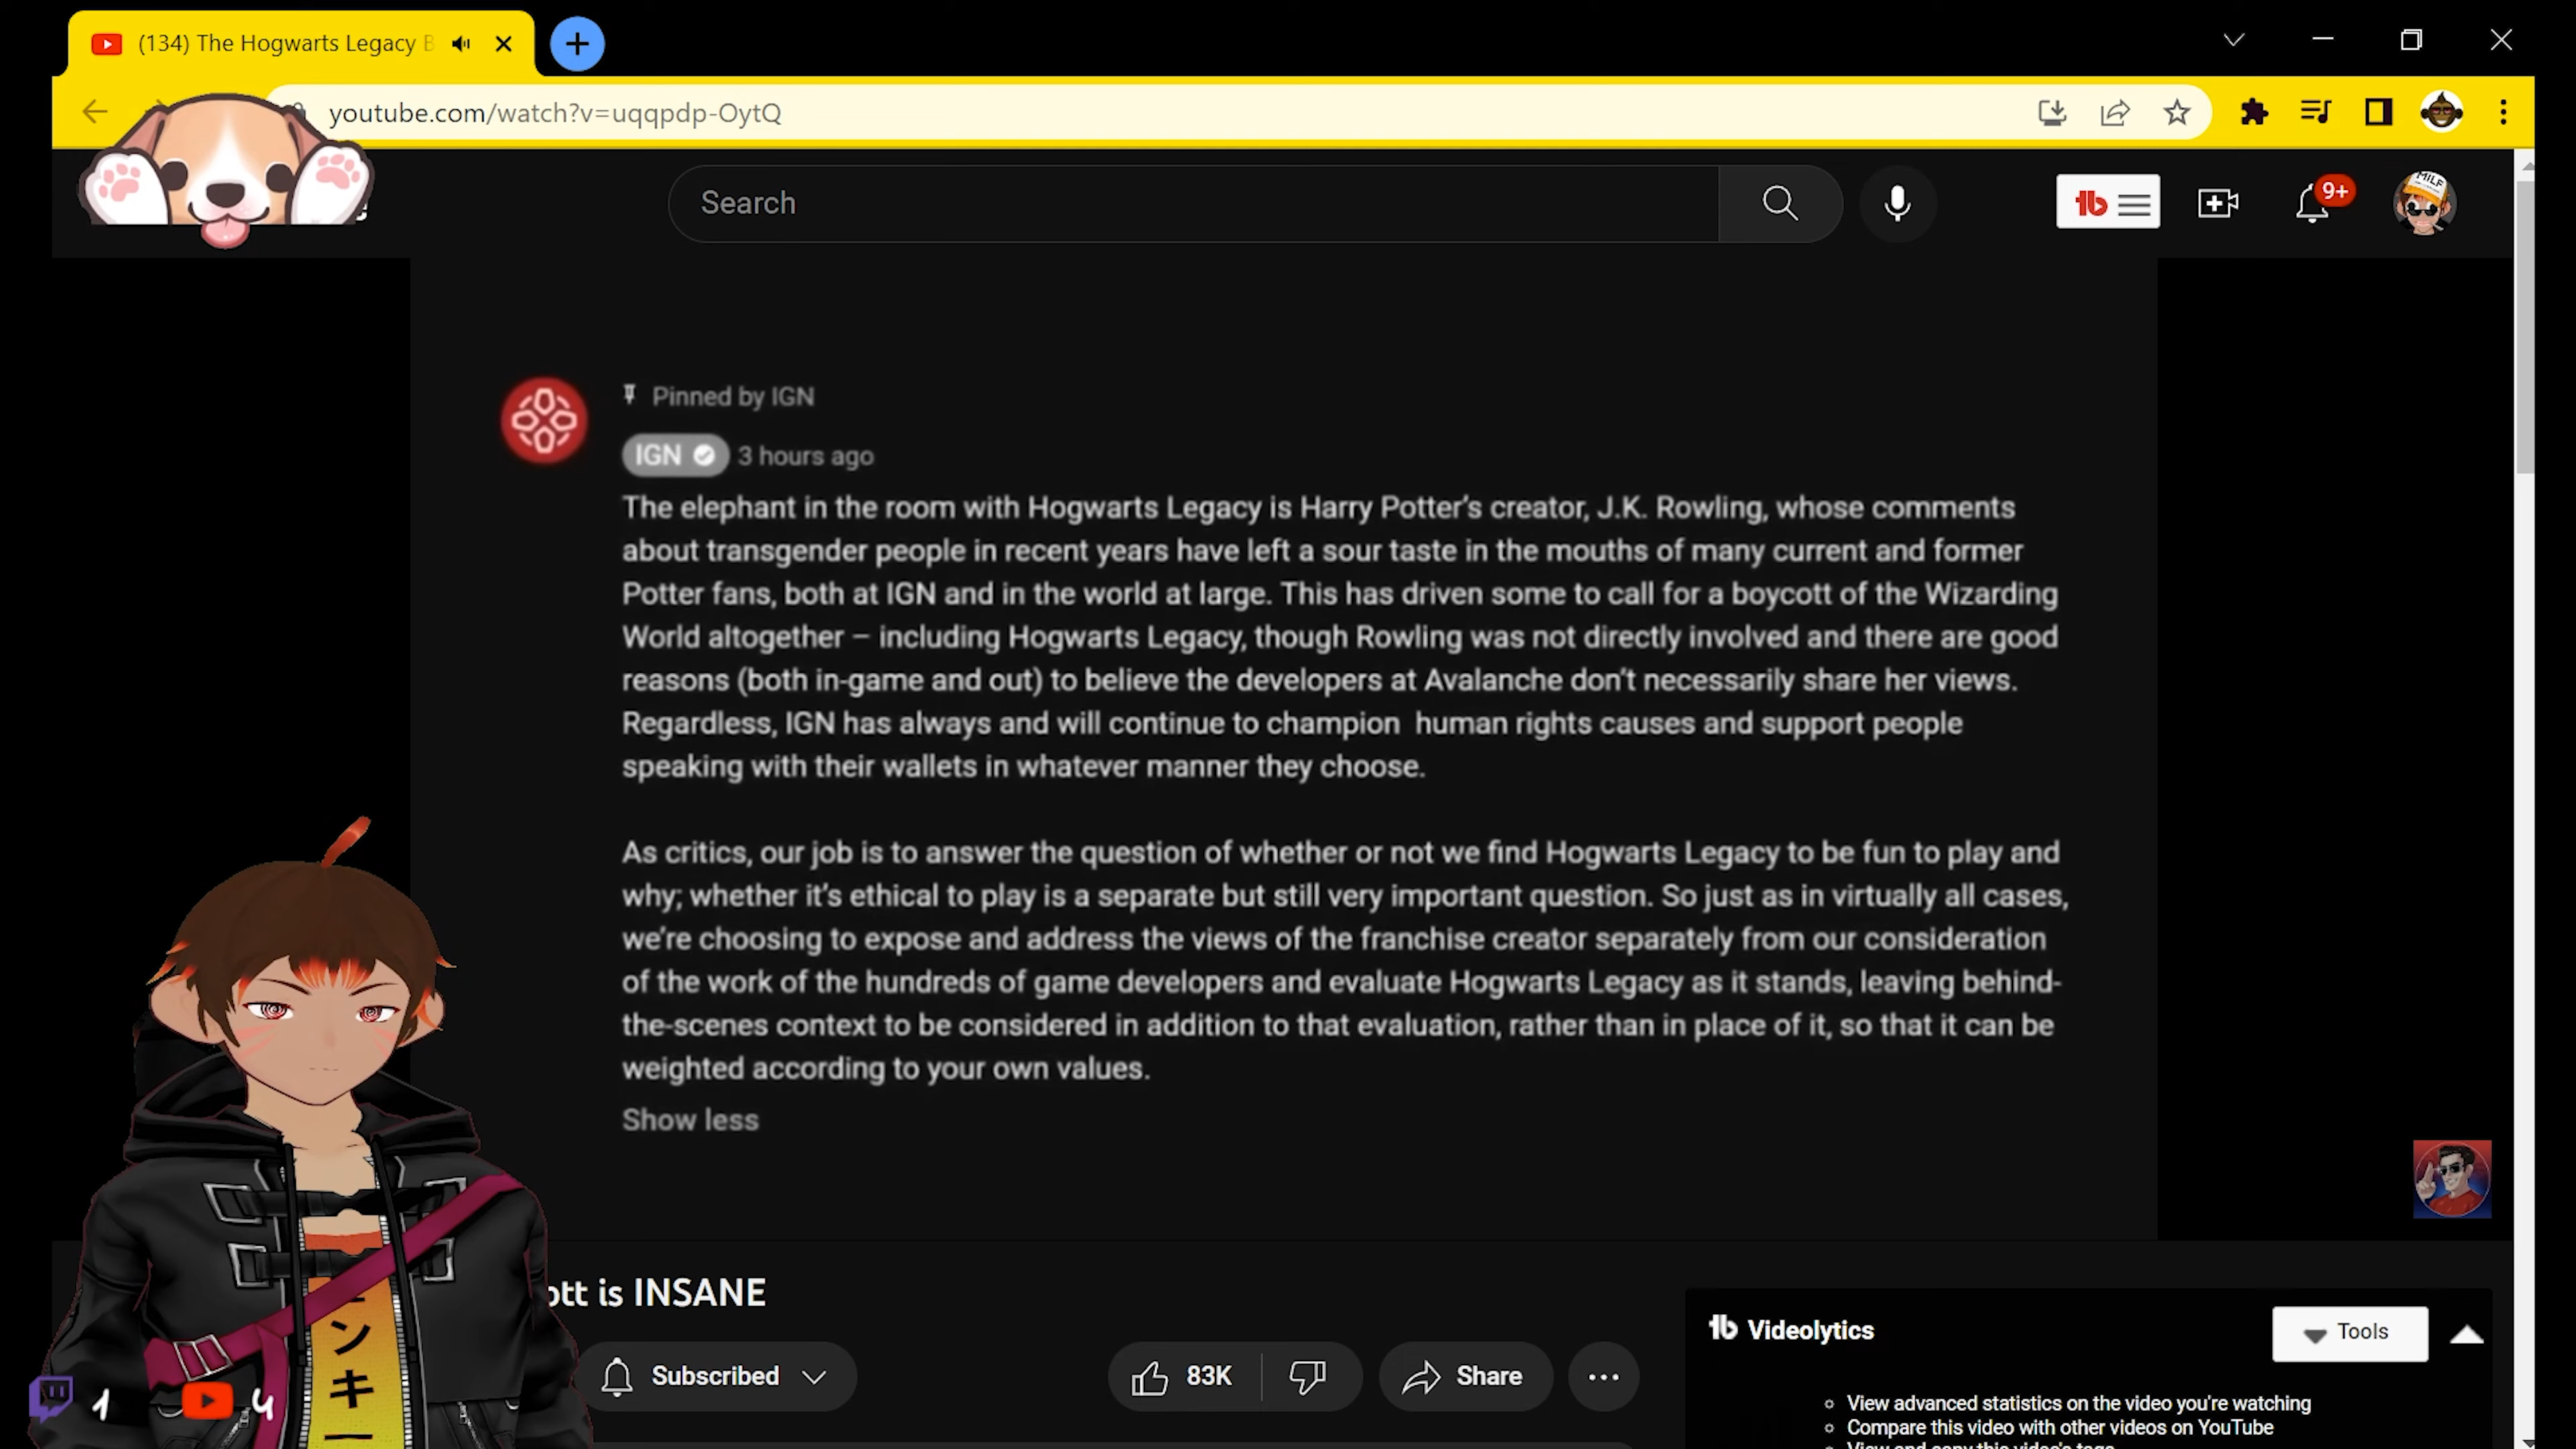 (134) The Hogwarts Legacy B
youtube.com/watch?v=uqqpdp-OytQ
Search
9+
MILF
Pinned by IGN
IGN 3 hours ago
The elephant in the room with Hogwarts Legacy is Harry Potter's creator, J.K. Rowling, whose comments
about transgender people in recent years have left a sour taste in the mouths of many current and former
Potter fans, both at IGN and in the world at large. This has driven some to call for a boycott of the Wizarding
World altogether – including Hogwarts Legacy, though Rowling was not directly involved and there are good
reasons (both in-game and out) to believe the developers at Avalanche don't necessarily share her views.
Regardless, IGN has always and will continue to champion  human rights causes and support people
speaking with their wallets in whatever manner they choose.
As critics, our job is to answer the question of whether or not we find Hogwarts Legacy to be fun to play and
why; whether it's ethical to play is a separate but still very important question. So just as in virtually all cases,
we're choosing to expose and address the views of the franchise creator separately from our consideration
of the work of the hundreds of game developers and evaluate Hogwarts Legacy as it stands, leaving behind-
the-scenes context to be considered in addition to that evaluation, rather than in place of it, so that it can be
weighted according to your own values.
Show less
ott is INSANE
Subscribed
83K
Share
Videolytics
Tools
View advanced statistics on the video you're watching
Compare this video with other videos on YouTube
View and copy this video's tags
ンキー
1
4